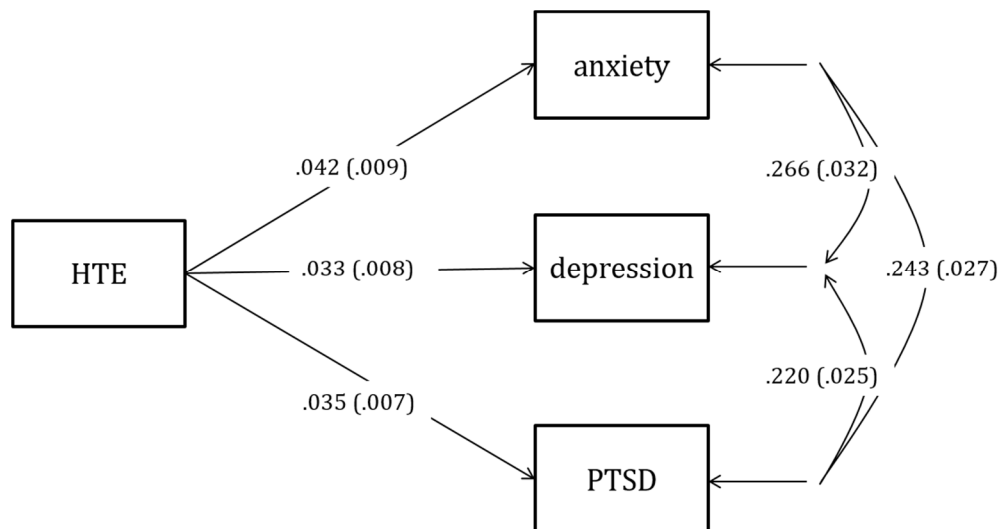 anxiety
.042 (.009)
.266 (.032)
HTE
.033 (.008)
depression
.243 (.027)
.035 (.007)
.220 (.025)
PTSD